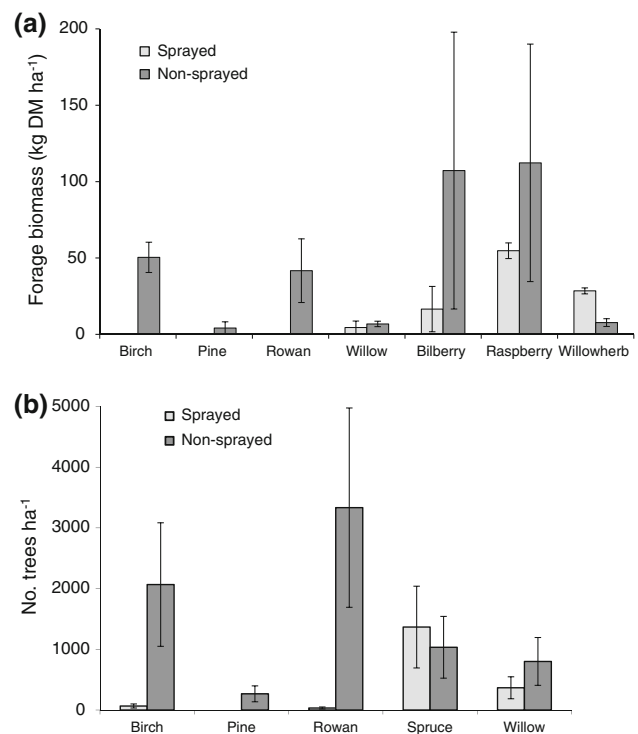 (a)
Sprayed
Non-sprayed
Forage biomass (kg DM ha⁻¹)
200
150
100
50
0
Birch Pine Rowan Willow Bilberry Raspberry Willowherb
(b)
Sprayed
Non-sprayed
No. trees ha⁻¹
5000
4000
3000
2000
1000
0
Birch Pine Rowan Spruce Willow